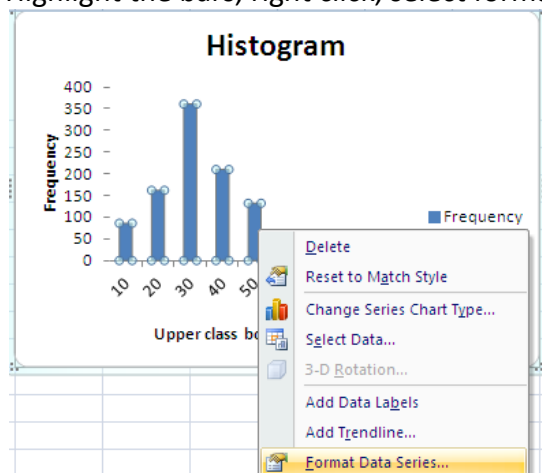 Highlight the bars, right click, select form
Histogram
400
350
300
250
200
150
100
50
0
Frequency
10
20
30
40
50
Upper class bo
Frequency
Delete
Reset to Match Style
Change Series Chart Type...
Select Data...
3-D Rotation...
Add Data Labels
Add Trendline...
Format Data Series...